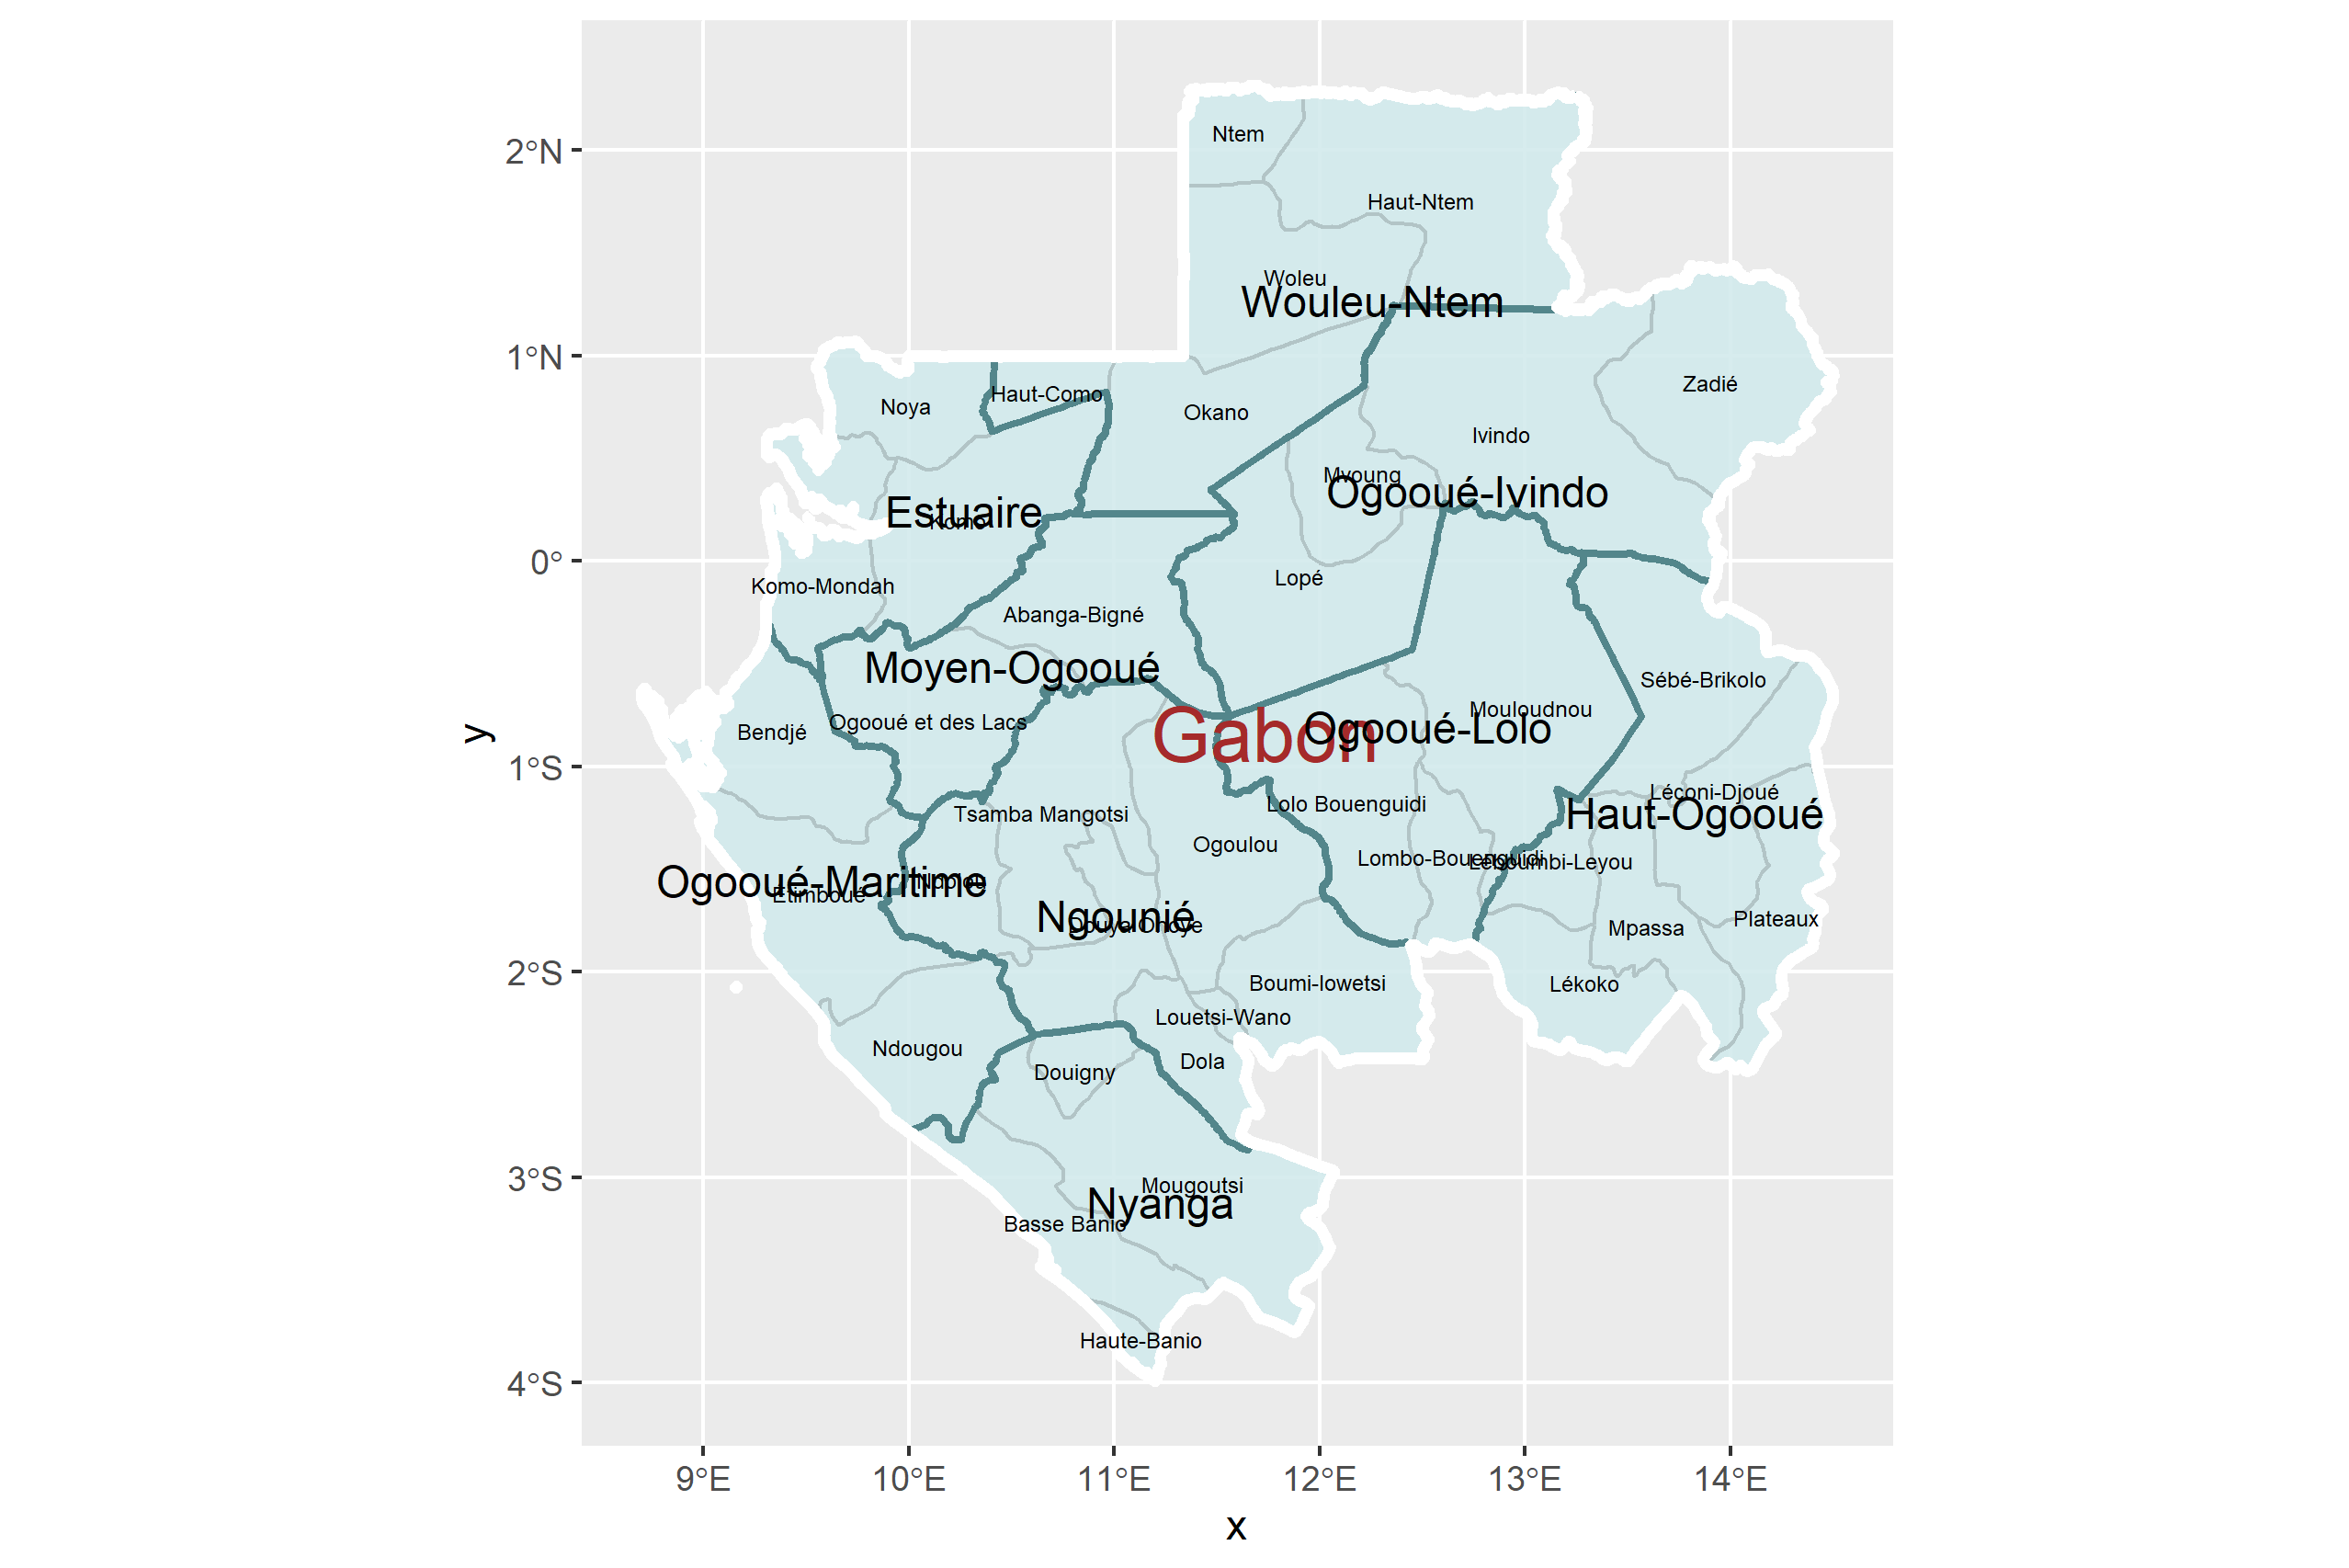 2°N
1°N
0°
1°S
2°S
3°S
4°S
y
Ntem
Haut-Ntem
Woleu
Wouleu-Ntem
Zadié
Haut-Como
Noya
Okano
Ivindo
Mvoung
Ogooué-Ivindo
Estuaire
Komo
Lopé
Komo-Mondah
Abanga-Bigné
Moyen-Ogooué
Sébé-Brikolo
Mouloudnou
Ogooué et des Lacs
Bendjé
Gabon
Ogooué-Lolo
Léconi-Djoué
Lolo Bouenguidi
Haut-Ogooué
Tsamba Mangotsi
Ogoulou
Lombo-Bouenguidi
Léboumbi-Leyou
Ogooué-Maritime
Ndolou
Etimboué
Ngounié
Douya Onoye
Plateaux
Mpassa
Boumi-lowetsi
Lékoko
Louetsi-Wano
Ndougou
Dola
Douigny
Mougoutsi
Nyanga
Basse Banio
Haute-Banio
9°E
10°E
11°E
12°E
13°E
14°E
x